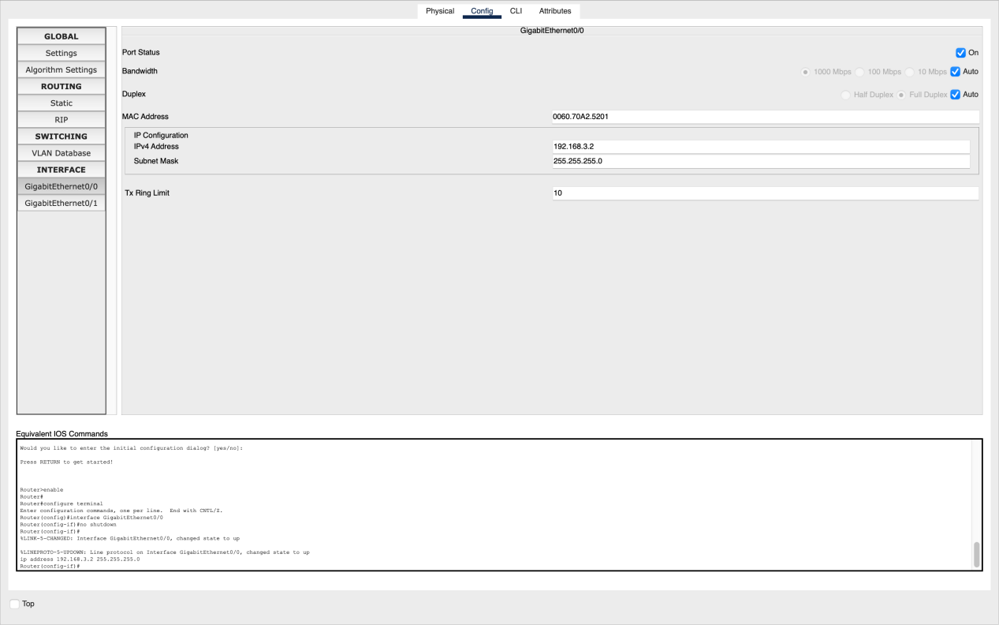 Physical Config CLI Attributes
GLOBAL
Settings
Algorithm Settings
ROUTING
Static
RIP
SWITCHING
VLAN Database
INTERFACE
GigabitEthernet0/0
GigabitEthernet0/1
GigabitEthernet0/0
Port Status On
Bandwidth 1000 Mbps 100 Mbps 10 Mbps Auto
Duplex Half Duplex Full Duplex Auto
MAC Address 0060.70A2.5201
IP Configuration
IPv4 Address 192.168.3.2
Subnet Mask 255.255.255.0
Tx Ring Limit 10
Equivalent IOS Commands
Would you like to enter the initial configuration dialog? [yes/no]:
Press RETURN to get started!
Router>enable
Router#
Router#configure terminal
Enter configuration commands, one per line. End with CNTL/Z.
Router(config)#interface GigabitEthernet0/0
Router(config-if)#no shutdown
Router(config-if)#
%LINK-5-CHANGED: Interface GigabitEthernet0/0, changed state to up
%LINEPROTO-5-UPDOWN: Line protocol on Interface GigabitEthernet0/0, changed state to up
ip address 192.168.3.2 255.255.255.0
Router(config-if)#
Top